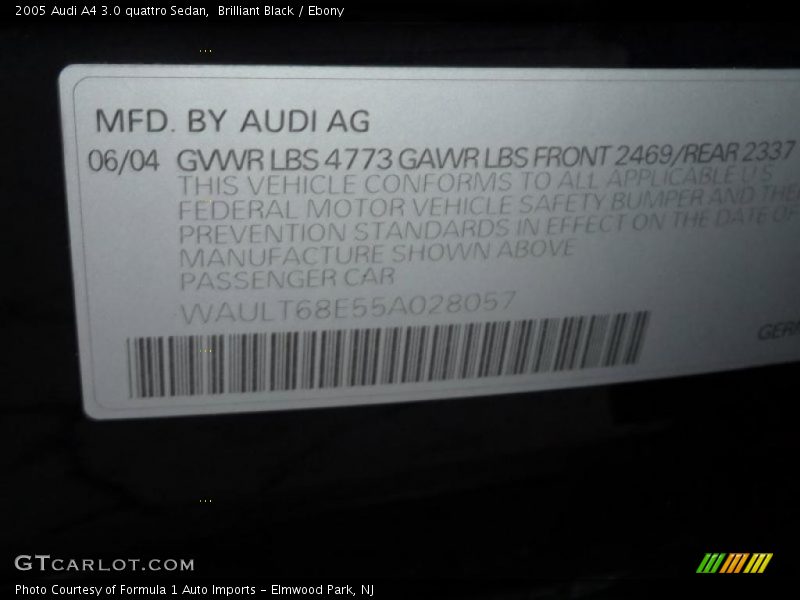 2005 Audi A4 3.0 quattro Sedan,  Brilliant Black / Ebony
MFD. BY AUDI AG
06/04 GVWR LBS 4773 GAWR LBS FRONT 2469/REAR 2337
THIS VEHICLE CONFORMS TO ALL APPLICABLE U S
FEDERAL MOTOR VEHICLE SAFETY BUMPER AND THE
PREVENTION STANDARDS IN EFFECT ON THE DATE OF
MANUFACTURE SHOWN ABOVE
PASSENGER CAR
WAULT68E55A028057
GTCARLOT.COM
Photo Courtesy of Formula 1 Auto Imports - Elmwood Park, NJ